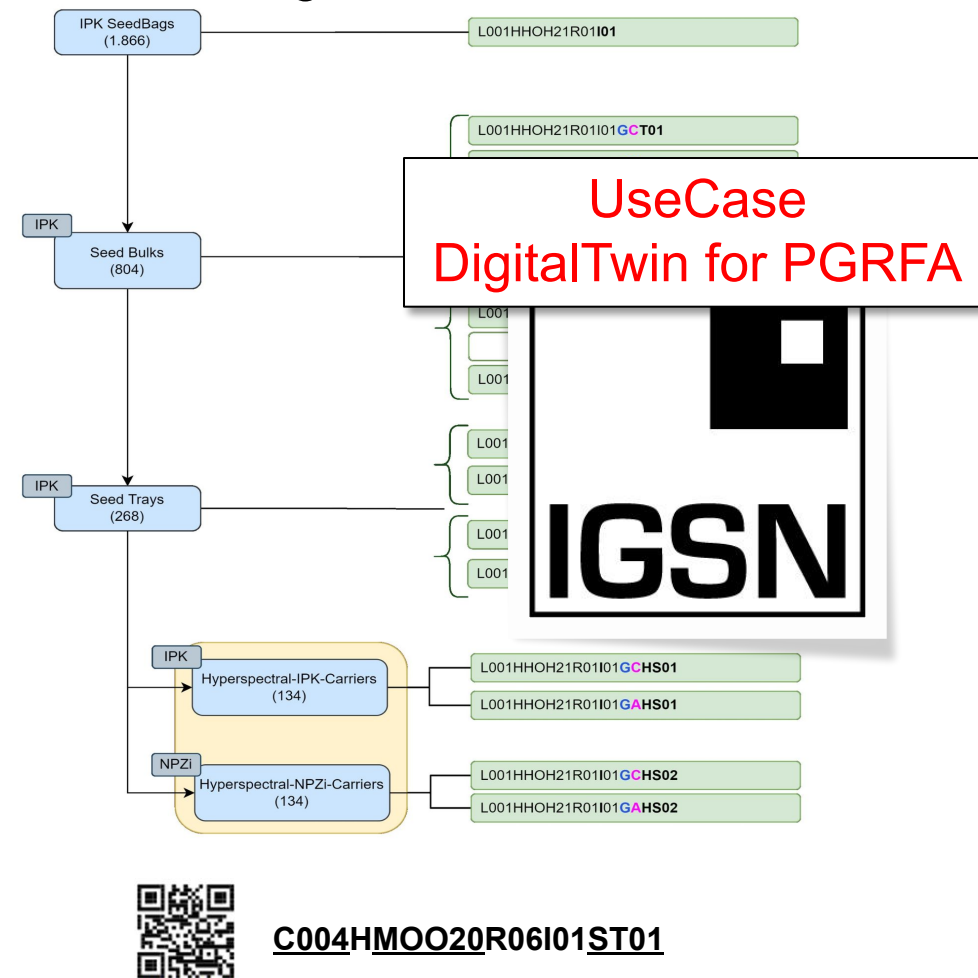 IPK SeedBags
(1.866)
L001HHOH21R01I01
L001HHOH21R01I01GCT01
UseCase
DigitalTwin for PGRFA
IPK
Seed Bulks
(804)
L001
L001
L001
L001
IPK
Seed Trays
(268)
L001
L001
IGSN
IPK
Hyperspectral-IPK-Carriers
(134)
L001HHOH21R01I01GCHS01
L001HHOH21R01I01GAHS01
NPZi
Hyperspectral-NPZi-Carriers
(134)
L001HHOH21R01I01GCHS02
L001HHOH21R01I01GAHS02
C004HMOO20R06I01ST01